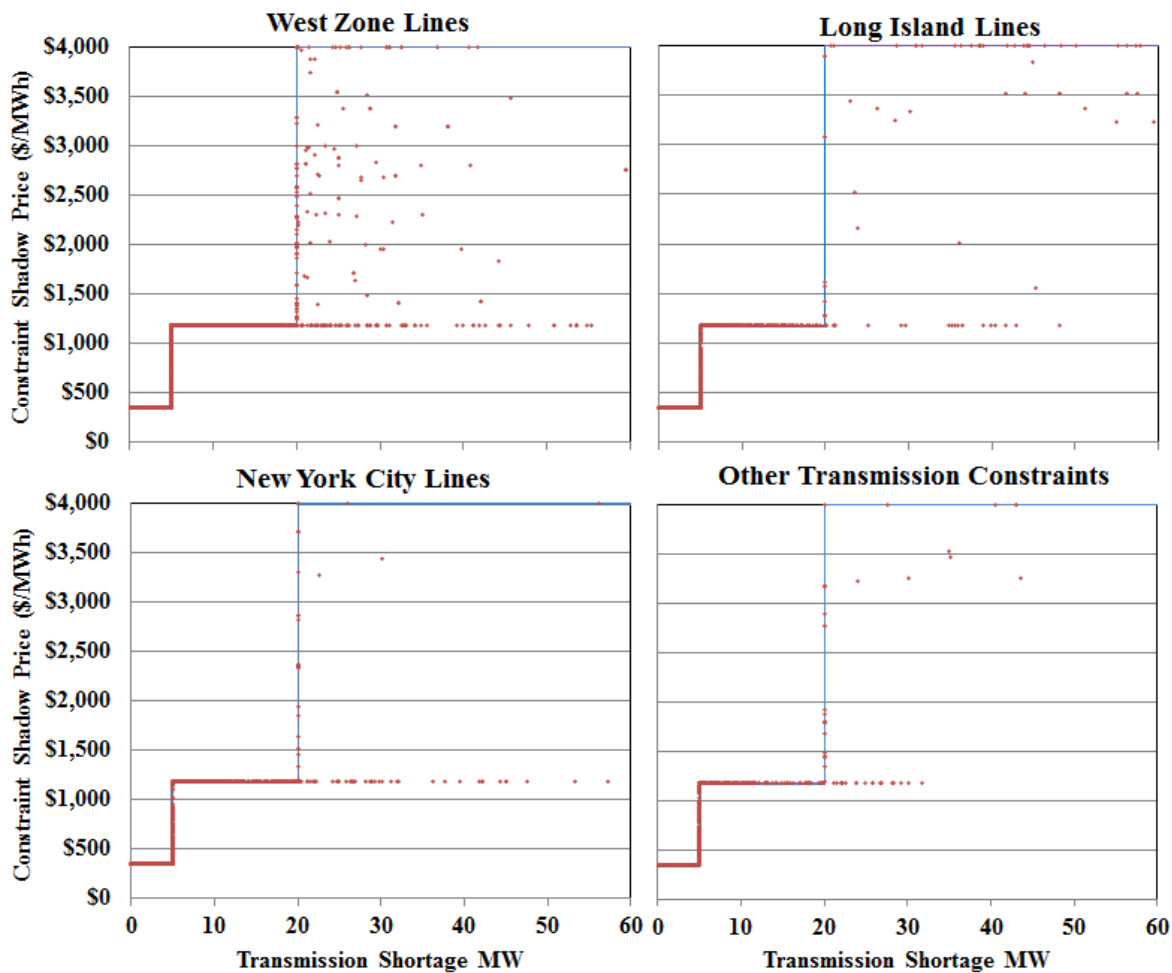 West Zone Lines
Long Island Lines
Constraint Shadow Price ($/MWh)
$4,000
$3,500
$3,000
$2,500
$2,000
$1,500
$1,000
$500
$0
New York City Lines
Other Transmission Constraints
Constraint Shadow Price ($/MWh)
$4,000
$3,500
$3,000
$2,500
$2,000
$1,500
$1,000
$500
$0
0 10 20 30 40 50 60
0 10 20 30 40 50 60
Transmission Shortage MW
Transmission Shortage MW